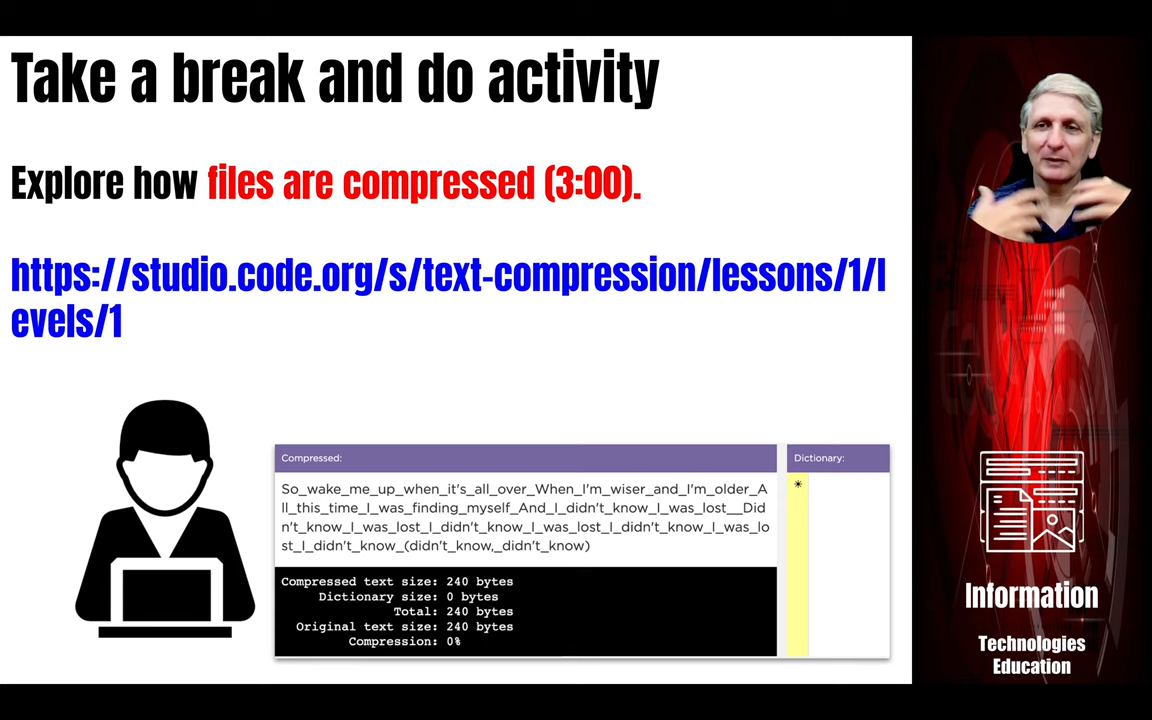 Take a break and do activity
Explore how files are compressed (3:00).
https://studio.code.org/s/text-compression/lessons/1/l
evels/1
Compressed:
Dictionary:
So_wake_me_up_when_it's_all_over_When_I'm_wiser_and_I'm_older_A
ll_this_time_I_was_finding_myself_And_I_didn't_know_I_was_lost__Did
n't_know_I_was_lost_I_didn't_know_I_was_lost_I_didn't_know_I_was_lo
st_I_didn't_know_(didn't_know,_didn't_know)
Compressed text size: 240 bytes
Dictionary size: 0 bytes
Total: 240 bytes
Original text size: 240 bytes
Compression: 0%
Information
Technologies
Education